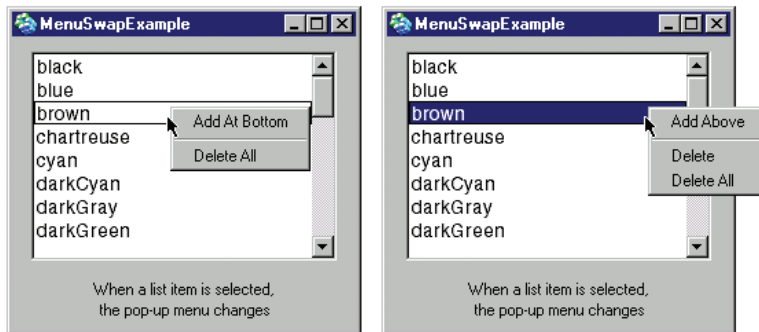 MenuSwapExample
black
blue
brown
chartreuse
cyan
darkCyan
darkGray
darkGreen
Add At Bottom
Delete All
When a list item is selected,
the pop-up menu changes
MenuSwapExample
black
blue
brown
chartreuse
cyan
darkCyan
darkGray
darkGreen
Add Above
Delete
Delete All
When a list item is selected,
the pop-up menu changes